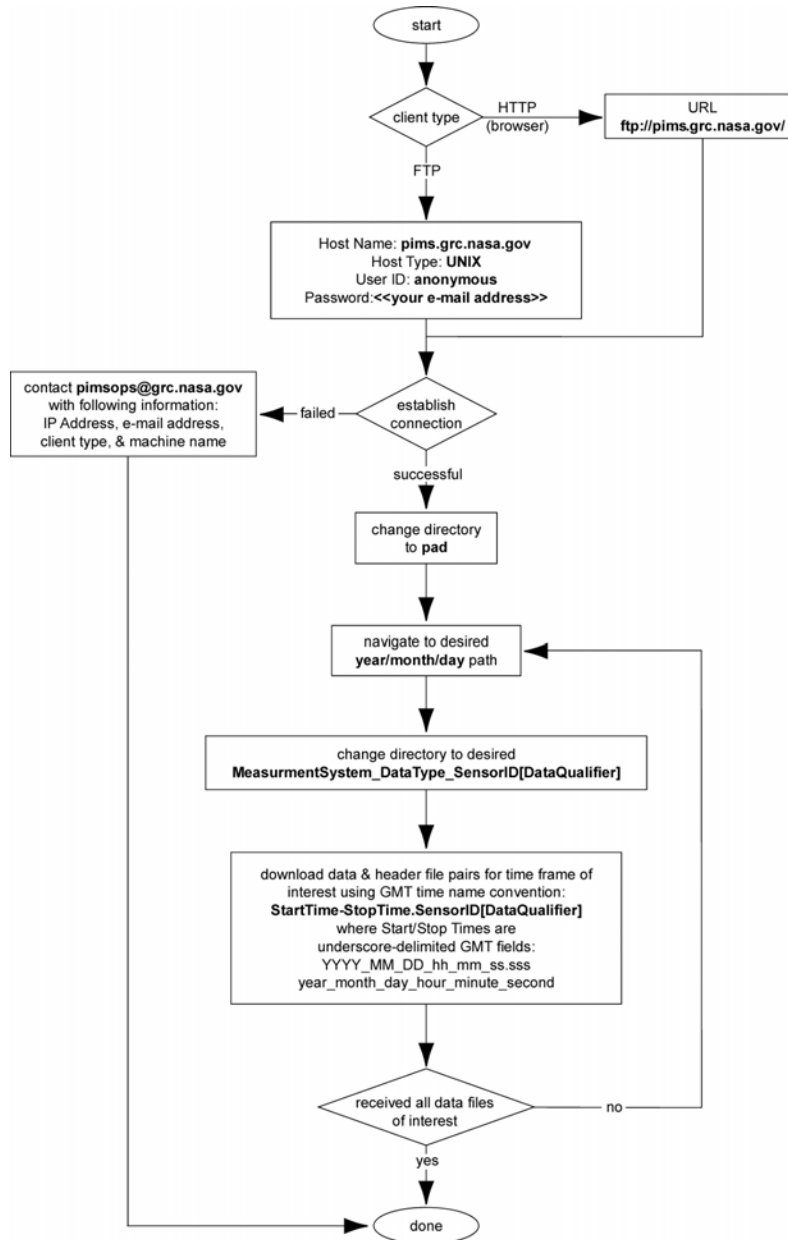 start
client type
HTTP
(browser)
URL
ftp://pims.grc.nasa.gov/
FTP
Host Name: pims.grc.nasa.gov
Host Type: UNIX
User ID: anonymous
Password:<<your e-mail address>>
contact pimsops@grc.nasa.gov
with following information:
IP Address, e-mail address,
client type, & machine name
failed
establish
connection
successful
change directory
to pad
navigate to desired
year/month/day path
change directory to desired
MeasurmentSystem_DataType_SensorID[DataQualifier]
download data & header file pairs for time frame of
interest using GMT time name convention:
StartTime-StopTime.SensorID[DataQualifier]
where Start/Stop Times are
underscore-delimited GMT fields:
YYYY_MM_DD_hh_mm_ss.sss
year_month_day_hour_minute_second
received all data files
of interest
no
yes
done